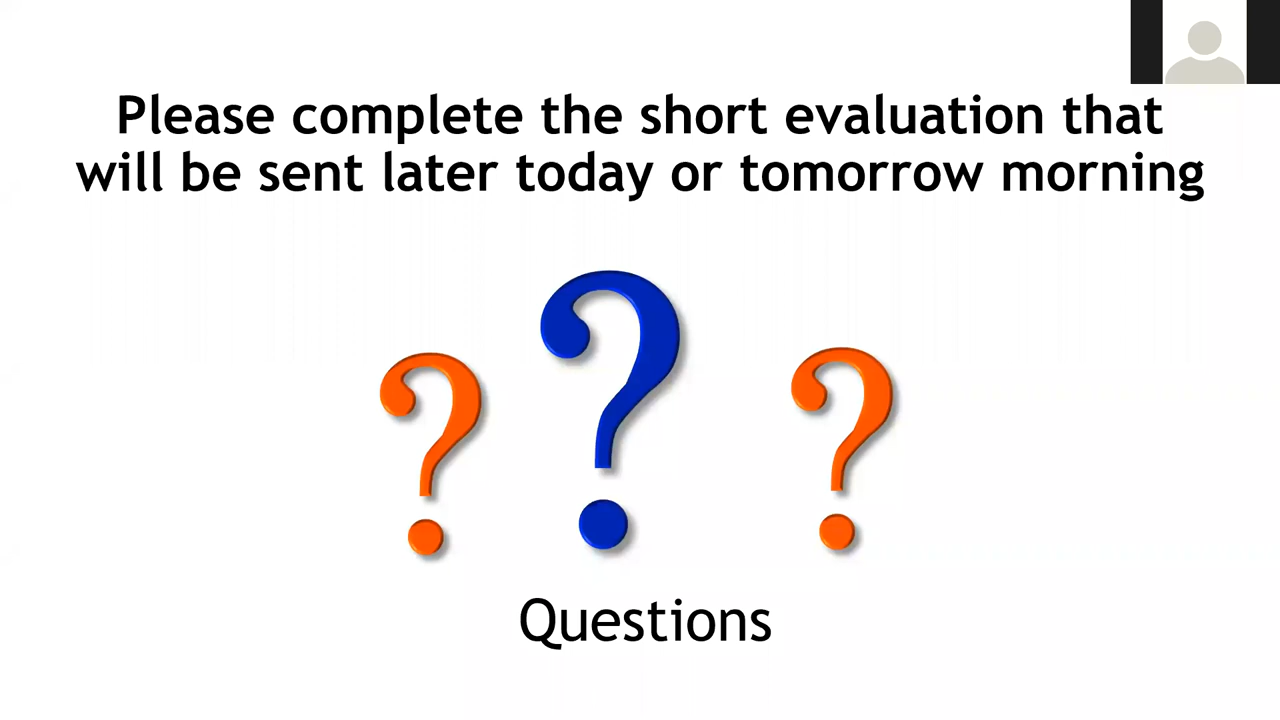 Please complete the short evaluation that
will be sent later today or tomorrow morning
? ? ?
Questions